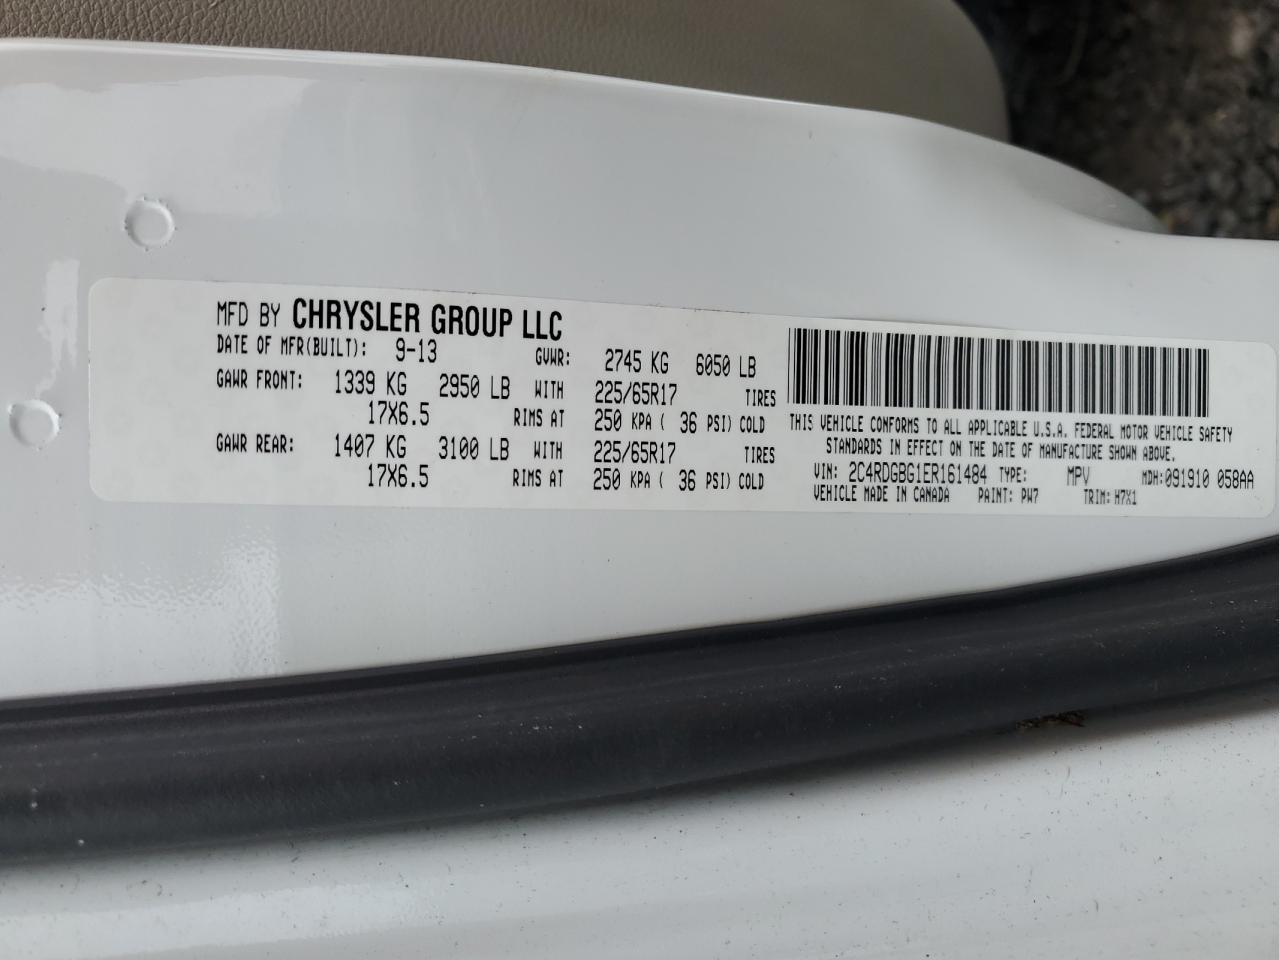 MFD BY CHRYSLER GROUP LLC
DATE OF MFR(BUILT): 9-13 GVWR: 2745 KG 6050 LB
GAWR FRONT: 1339 KG 2950 LB WITH 225/65R17 TIRES
17X6.5 RIMS AT 250 KPA ( 36 PSI) COLD
GAWR REAR: 1407 KG 3100 LB WITH 225/65R17 TIRES
17X6.5 RIMS AT 250 KPA ( 36 PSI) COLD
THIS VEHICLE CONFORMS TO ALL APPLICABLE U.S.A. FEDERAL MOTOR VEHICLE SAFETY
STANDARDS IN EFFECT ON THE DATE OF MANUFACTURE SHOWN ABOVE.
VIN: 2C4RDGBG1ER161484 TYPE: MPV MDH:091910 058AA
VEHICLE MADE IN CANADA PAINT: PW7 TRIM: H7X1